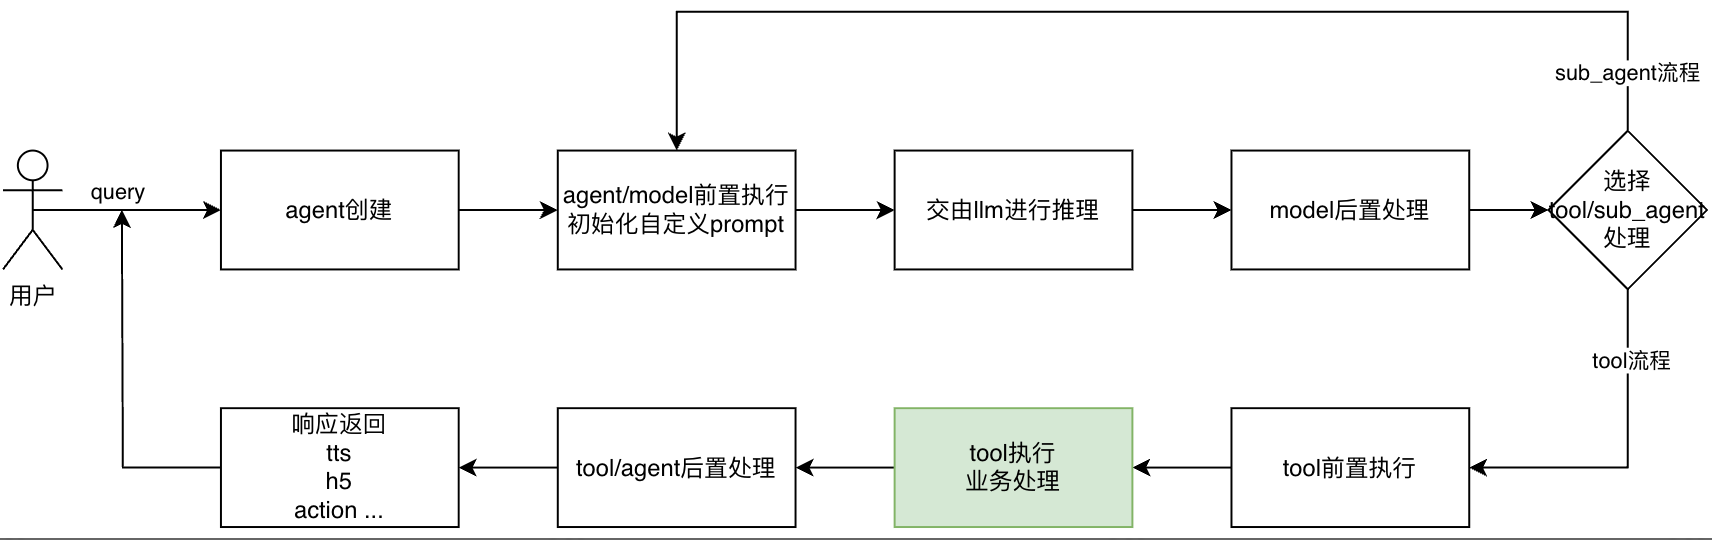 sub_agent流程
query
用户
agent创建
agent/model前置执行
初始化自定义prompt
交由llm进行推理
model后置处理
选择
tool/sub_agent
处理
tool流程
响应返回
tts
h5
action ...
tool/agent后置处理
tool执行
业务处理
tool前置执行